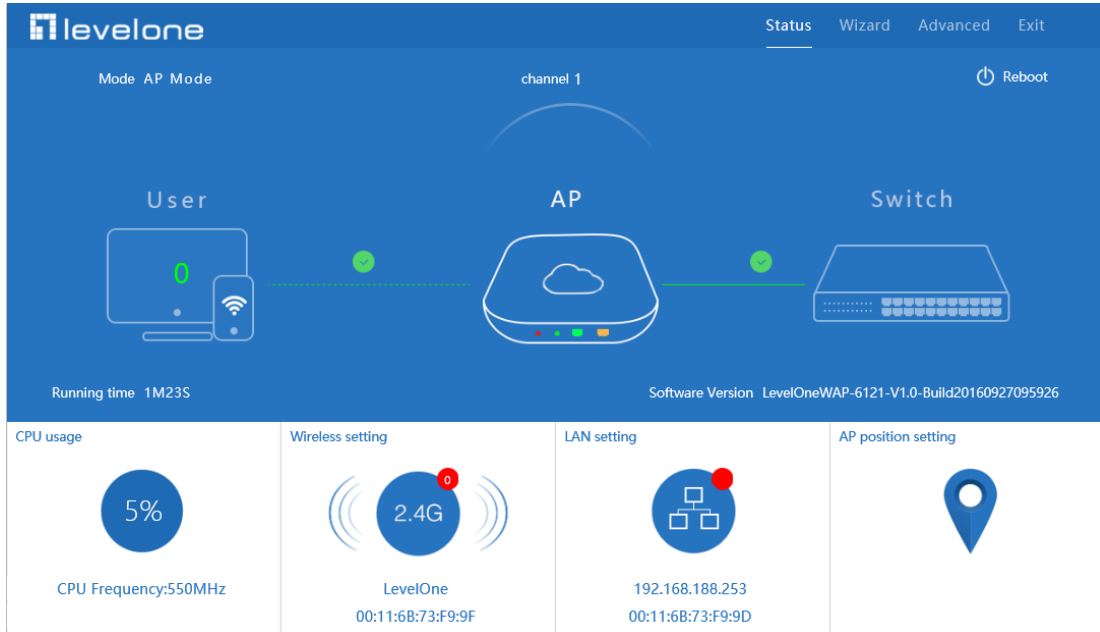 levelone
Status Wizard Advanced Exit
Mode AP Mode
channel 1
Reboot
User
AP
Switch
0
Running time 1M23S
Software Version LevelOneWAP-6121-V1.0-Build20160927095926
CPU usage
5%
CPU Frequency:550MHz
Wireless setting
0
2.4G
LevelOne
00:11:6B:73:F9:9F
LAN setting
192.168.188.253
00:11:6B:73:F9:9D
AP position setting